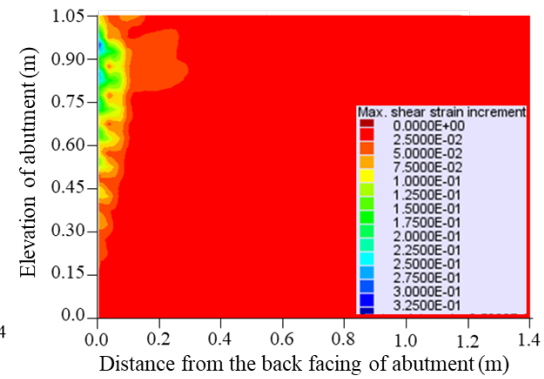 1.05
0.90
0.75
0.60
0.45
0.30
0.15
0.0
Elevation of abutment (m)
Max. shear strain increment
0.0000E+00
2.5000E-02
5.0000E-02
7.5000E-02
1.0000E-01
1.2500E-01
1.5000E-01
1.7500E-01
2.0000E-01
2.2500E-01
2.5000E-01
2.7500E-01
3.0000E-01
3.2500E-01
4
0.0 0.2 0.4 0.6 0.8 1.0 1.2 1.4
Distance from the back facing of abutment (m)